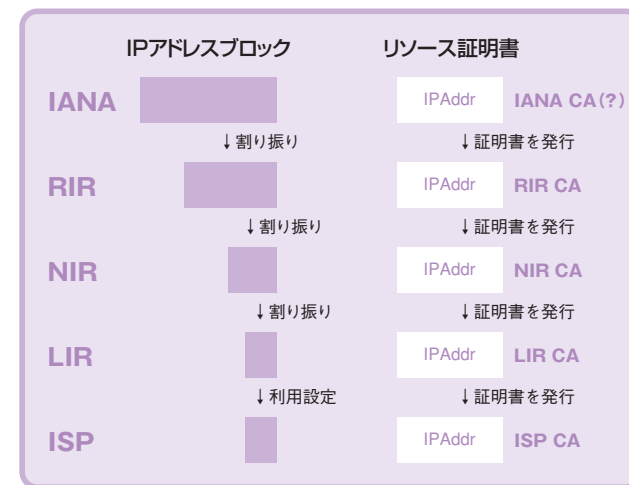 IPアドレスブロック リソース証明書
IANA IPAddr IANA CA(?)
↓割り振り ↓証明書を発行
RIR IPAddr RIR CA
↓割り振り ↓証明書を発行
NIR IPAddr NIR CA
↓割り振り ↓証明書を発行
LIR IPAddr LIR CA
↓利用設定 ↓証明書を発行
ISP IPAddr ISP CA